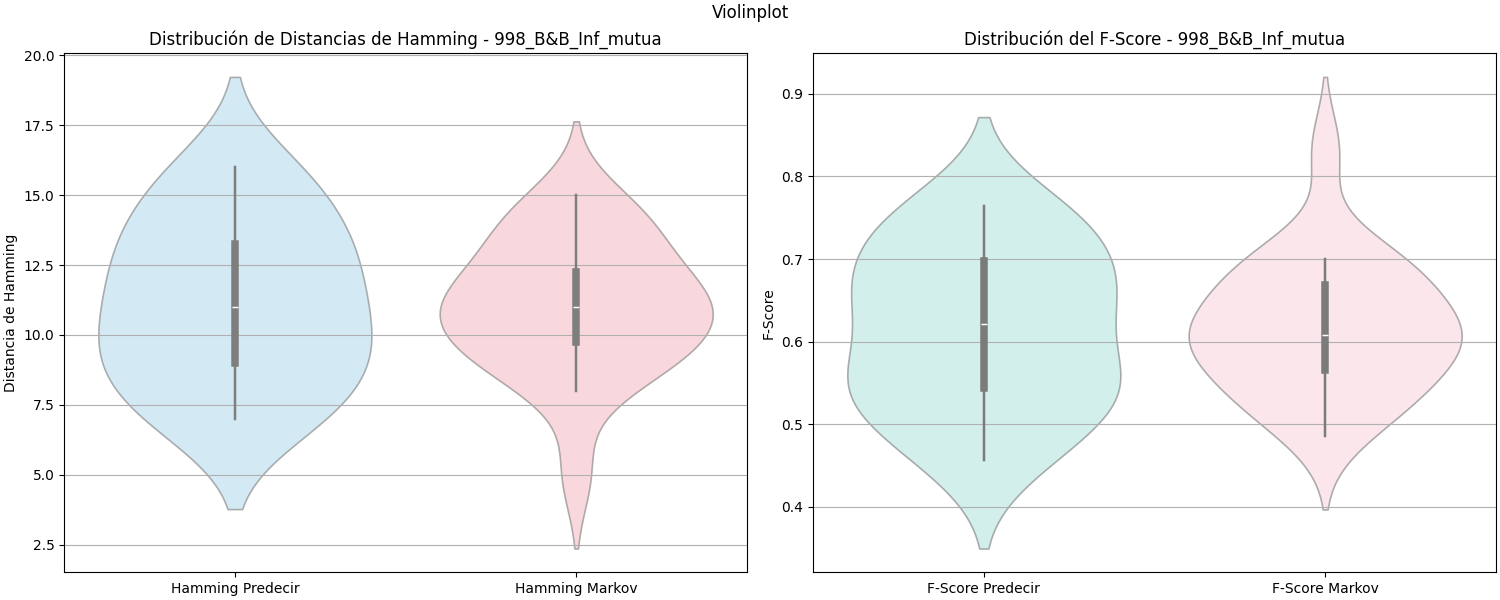 Violinplot
Distribución de Distancias de Hamming - 998_B&B_Inf_mutua
Distancia de Hamming
20.0
17.5
15.0
12.5
10.0
7.5
5.0
2.5
Hamming Predecir
Hamming Markov
Distribución del F-Score - 998_B&B_Inf_mutua
F-Score
0.9
0.8
0.7
0.6
0.5
0.4
F-Score Predecir
F-Score Markov